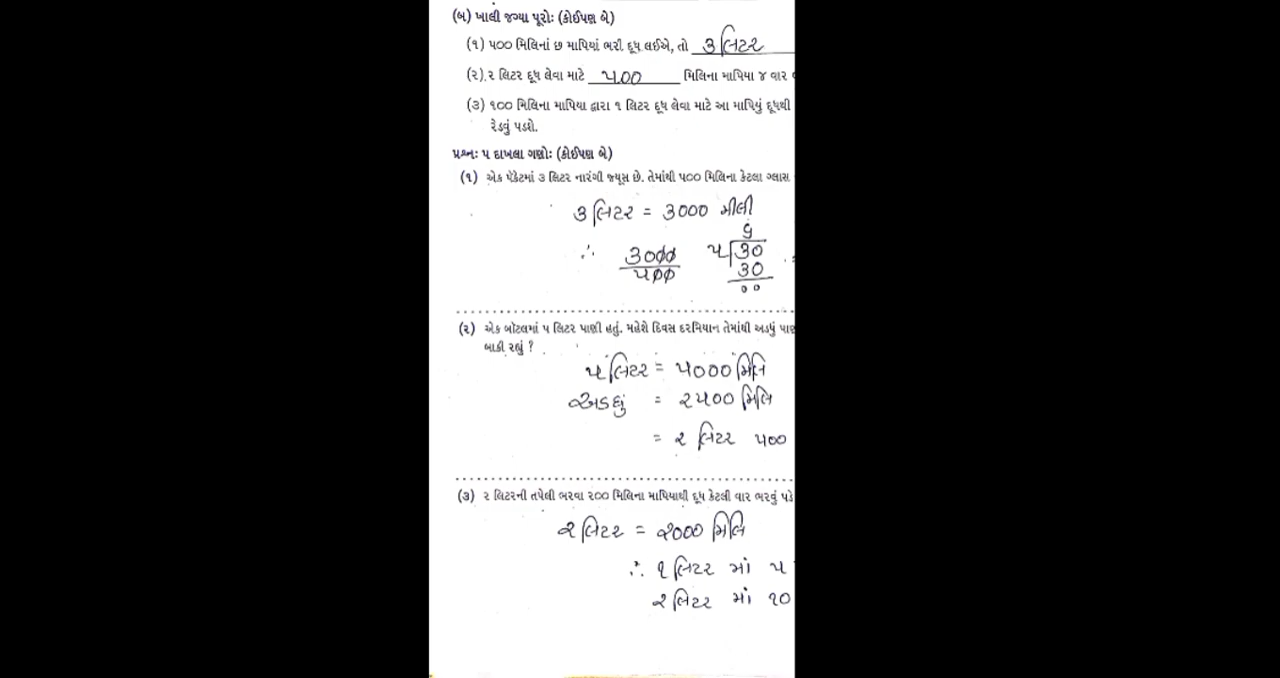 (બ) ખાલી જગ્યા પૂરો: (કોઈપણ બે)
(૧) ૫૦૦ મિલિનાં છ માપિયાં ભરી દૂધ લઈએ, તો ૩ લિટર
(૨) ૨ લિટર દૂધ લેવા માટે ૫૦૦ મિલિના માપિયા ૪ વાર
(૩) ૧૦૦ મિલિના માપિયા દ્વારા ૧ લિટર દૂધ લેવા માટે આ માપિયું દૂધથી
રેડવું પડશે.
પ્રશ્ન: ૫ દાખલા ગણો: (કોઈપણ બે)
(૧) એક પેકેટમાં ૩ લિટર નારંગી જ્યૂસ છે. તેમાંથી ૫૦૦ મિલિના કેટલા ગ્લાસ
૩ લિટર = ૩૦૦૦ મીલી
૬
∴ ૩૦૦૦ ૫ ૩૦
૫૦૦ ૩૦
૦૦
(૨) એક બૉટલમાં ૫ લિટર પાણી હતું. મહેશે દિવસ દરમિયાન તેમાંથી અડધું
બાકી રહ્યું ?
૫ લિટર = ૫૦૦૦ મિલિ
અડધું = ૨૫૦૦ મિલિ
= ૨ લિટર ૫૦૦
(૩) ૨ લિટરની તપેલી ભરવા ૨૦૦ મિલિના માપિયાથી દૂધ કેટલી વાર ભરવું પડે
૨ લિટર = ૨૦૦૦ મિલિ
∴ ૧ લિટર માં ૫
૨ લિટર માં ૧૦